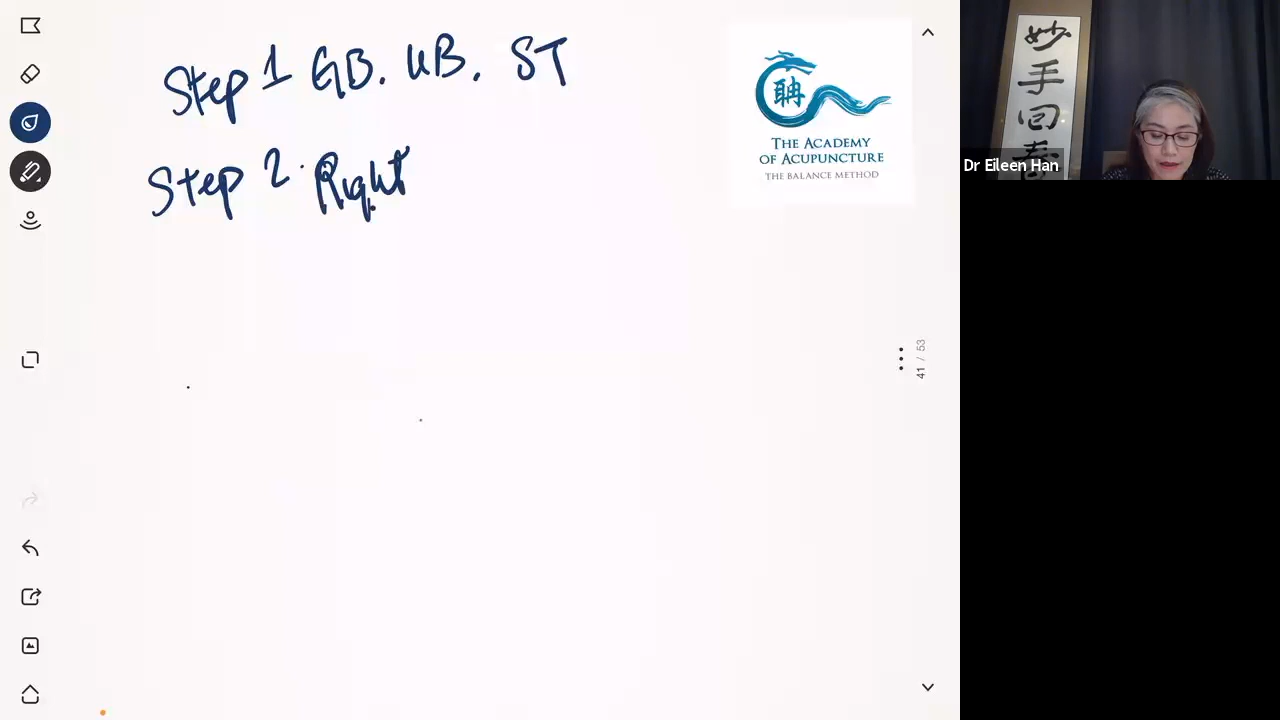 Step 1 GB. UB. ST
Step 2. Right
聃
THE ACADEMY
OF ACUPUNCTURE
THE BALANCE METHOD
41 / 53
妙手回春
Dr Eileen Han